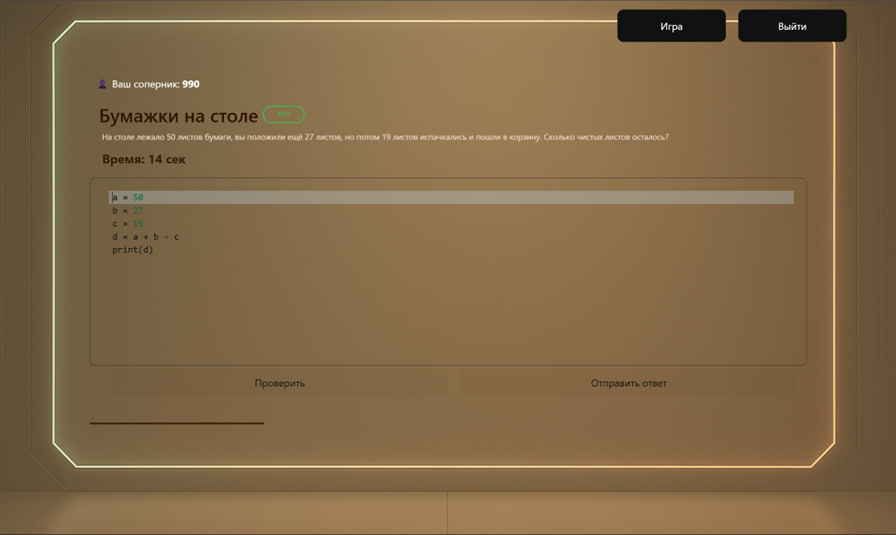 Игра
Выйти
Ваш соперник: 990
Бумажки на столе
На столе лежало 50 листов бумаги, вы положили ещё 27 листов, но потом 19 листов испачкались и пошли в корзину. Сколько чистых листов осталось?
Время: 14 сек
a = 50
b = 27
c = 19
d = a + b - c
print(d)
Проверить
Отправить ответ